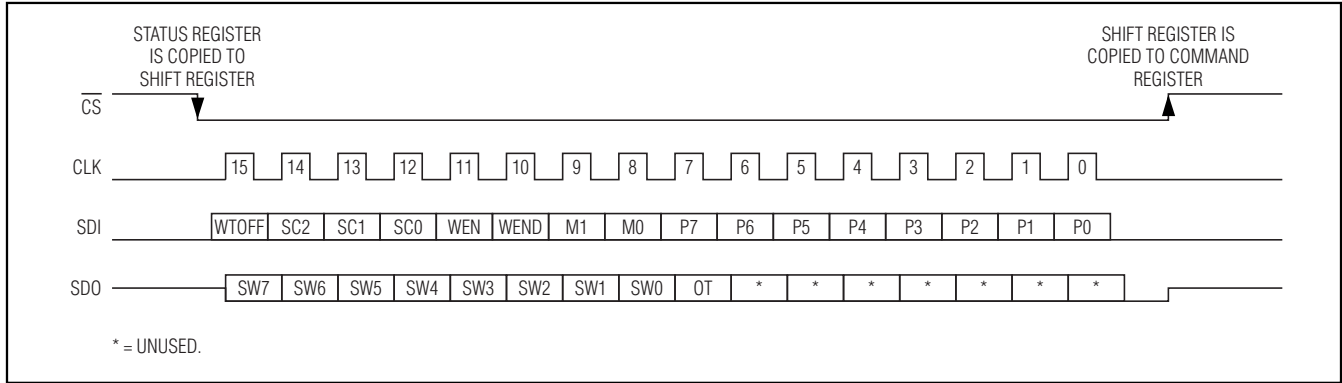 STATUS REGISTER
IS COPIED TO
SHIFT REGISTER
SHIFT REGISTER IS
COPIED TO COMMAND
REGISTER
CS
CLK 15 14 13 12 11 10 9 8 7 6 5 4 3 2 1 0
SDI WTOFF SC2 SC1 SC0 WEN WEND M1 M0 P7 P6 P5 P4 P3 P2 P1 P0
SDO SW7 SW6 SW5 SW4 SW3 SW2 SW1 SW0 OT * * * * * * *
* = UNUSED.